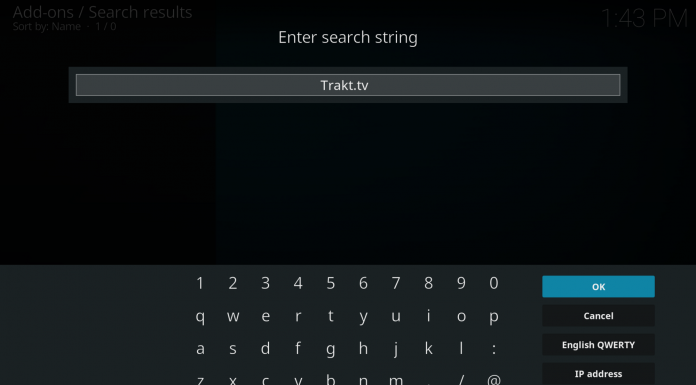 Add-ons / Search results
Sort by: Name · 1 / 0
1:43 PM
Enter search string
Trakt.tv
1 2 3 4 5 6 7 8 9 0
OK
q w e r t y u i o p
Cancel
a s d f g h j k l :
English QWERTY
z x c v b n m . / @
IP address